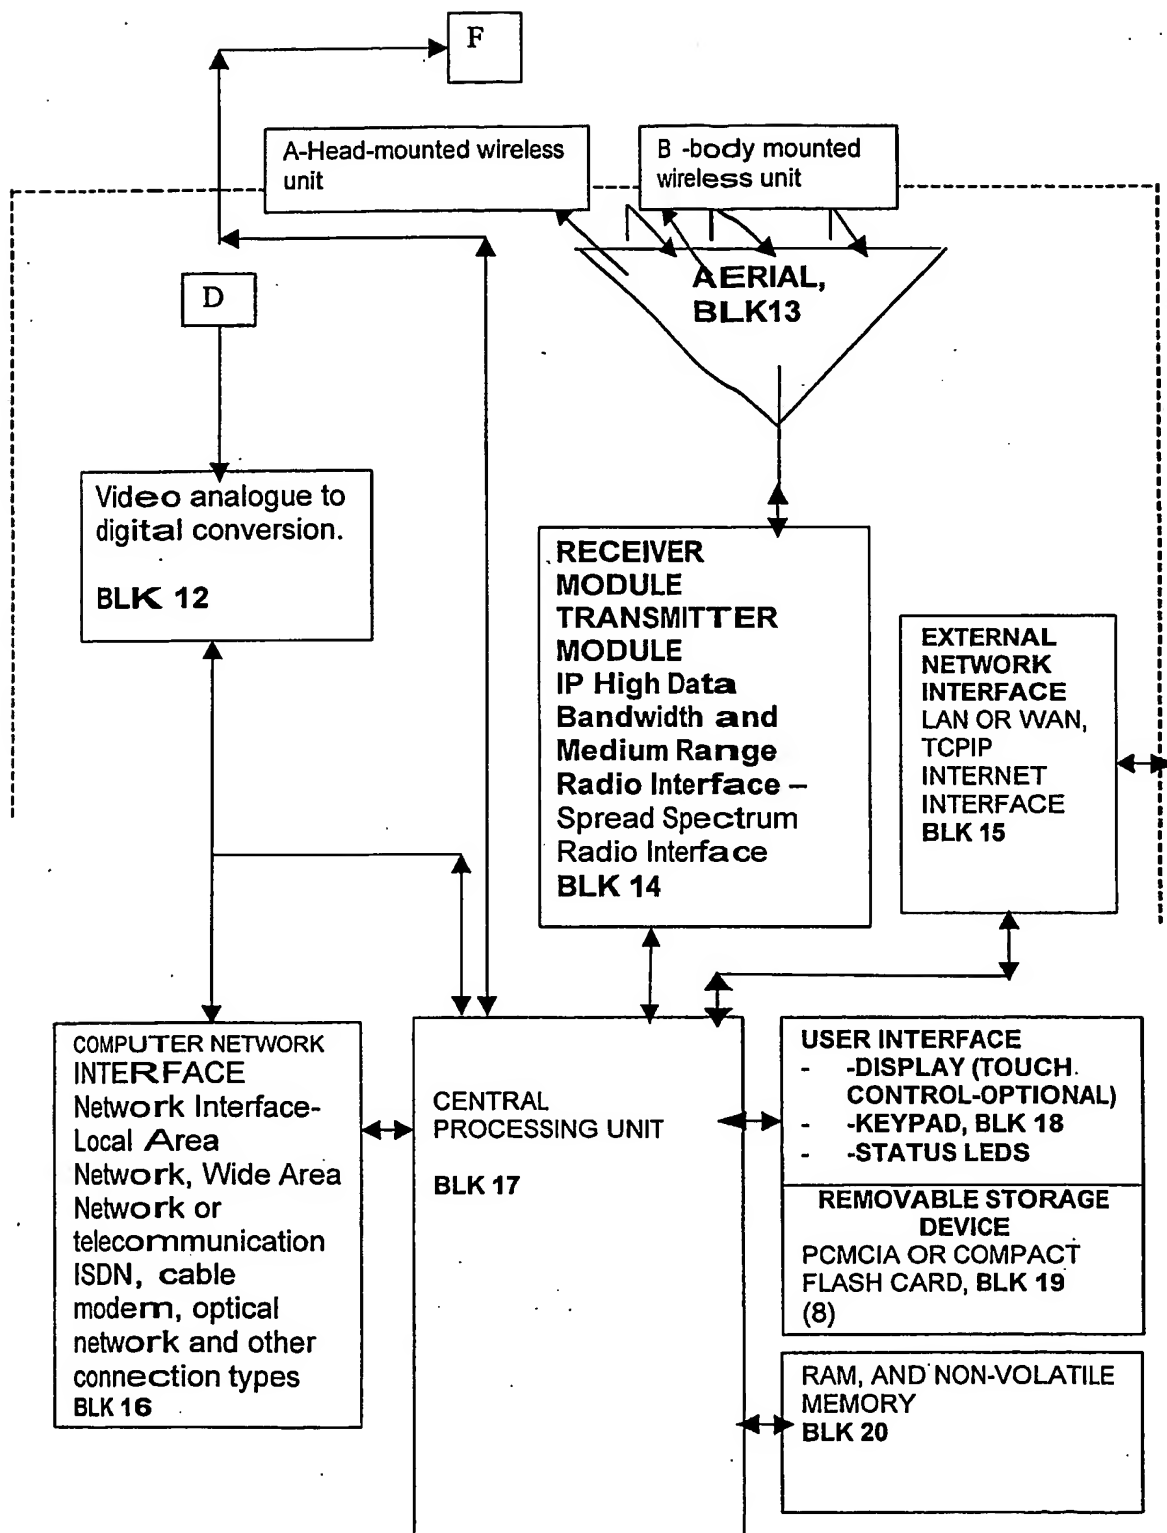 F
A-Head-mounted wireless
unit
B -body mounted
wireless unit
AERIAL,
BLK13
D
Video analogue to
digital conversion.
BLK 12
RECEIVER
MODULE
TRANSMITTER
MODULE
IP High Data
Bandwidth and
Medium Range
Radio Interface –
Spread Spectrum
Radio Interface
BLK 14
EXTERNAL
NETWORK
INTERFACE
LAN OR WAN,
TCPIP
INTERNET
INTERFACE
BLK 15
COMPUTER NETWORK
INTERFACE
Network Interface-
Local Area
Network, Wide Area
Network or
telecommunication
ISDN, cable
modem, optical
network and other
connection types
BLK 16
CENTRAL
PROCESSING UNIT
BLK 17
USER INTERFACE
- -DISPLAY (TOUCH
CONTROL-OPTIONAL)
- -KEYPAD, BLK 18
- -STATUS LEDS
REMOVABLE STORAGE
DEVICE
PCMCIA OR COMPACT
FLASH CARD, BLK 19
(8)
RAM, AND NON-VOLATILE
MEMORY
BLK 20